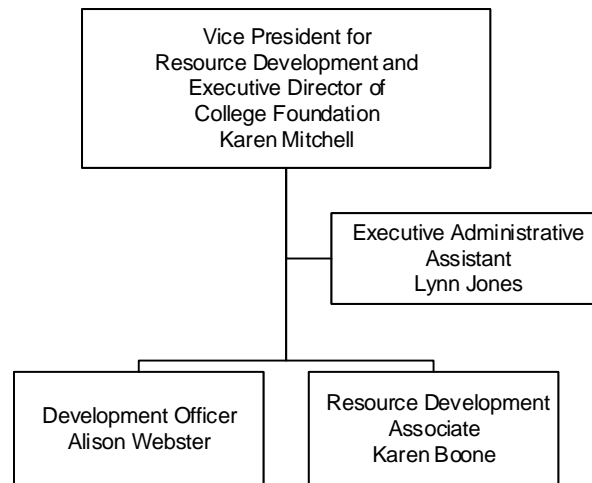 Vice President for
Resource Development and
Executive Director of
College Foundation
Karen Mitchell
Executive Administrative
Assistant
Lynn Jones
Development Officer
Alison Webster
Resource Development
Associate
Karen Boone